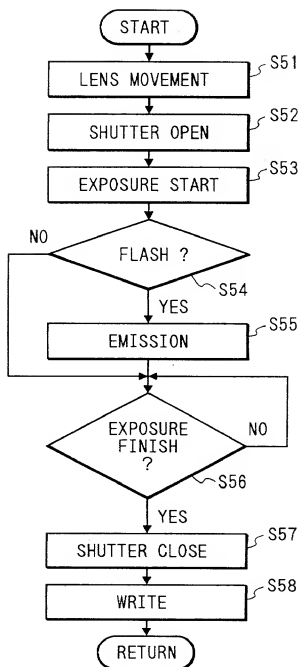 START
LENS MOVEMENT
S51
SHUTTER OPEN
S52
EXPOSURE START
S53
NO
FLASH ?
S54
YES
EMISSION
S55
EXPOSURE
FINISH
?
NO
S56
YES
SHUTTER CLOSE
S57
WRITE
S58
RETURN